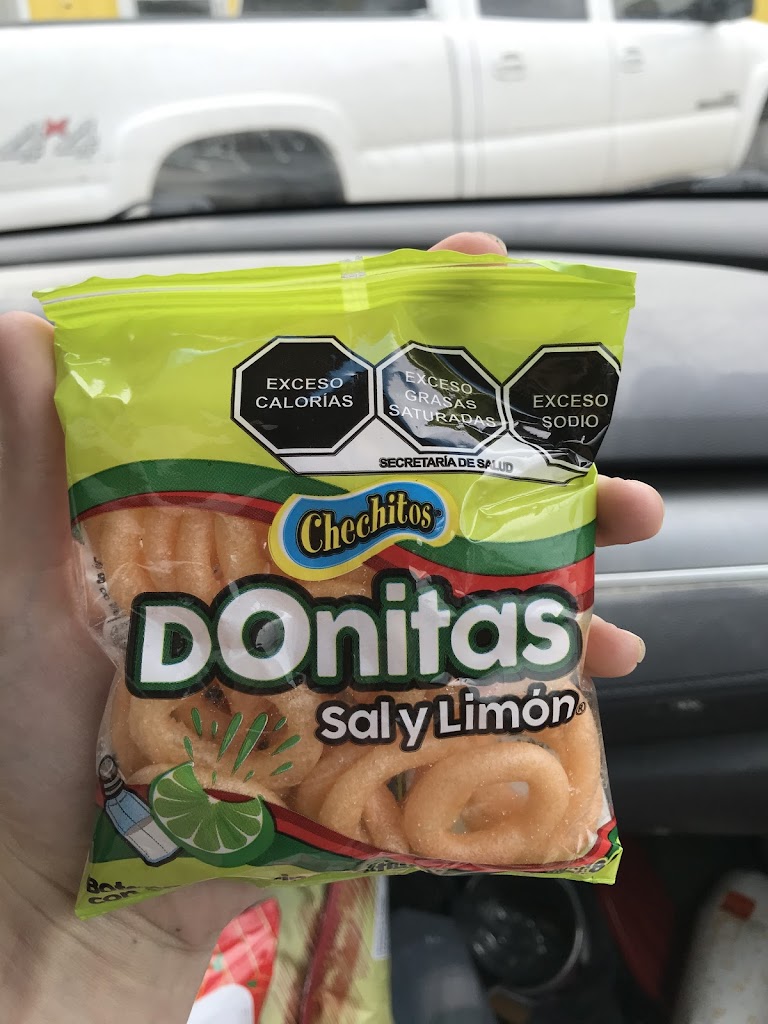 4x4
EXCESO
CALORÍAS
EXCESO
GRASAS
SATURADAS
EXCESO
SODIO
SECRETARÍA DE SALUD
Chechitos
DOnitas
Sal y Limón®